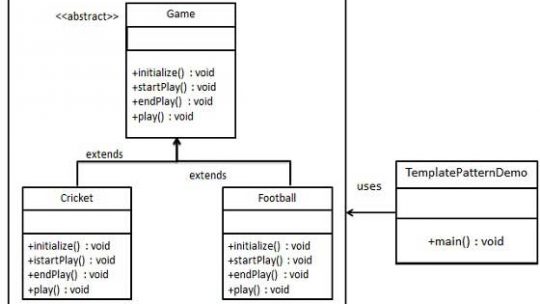 <<abstract>>
Game
+initialize() : void
+startPlay() : void
+endPlay() : void
+play() : void
extends
extends
Cricket
+initialize() : void
+istartPlay() : void
+endPlay() : void
+play() : void
Football
+initialize() : void
+startPlay() : void
+endPlay() : void
+play() : void
uses
TemplatePatternDemo
+main() : void